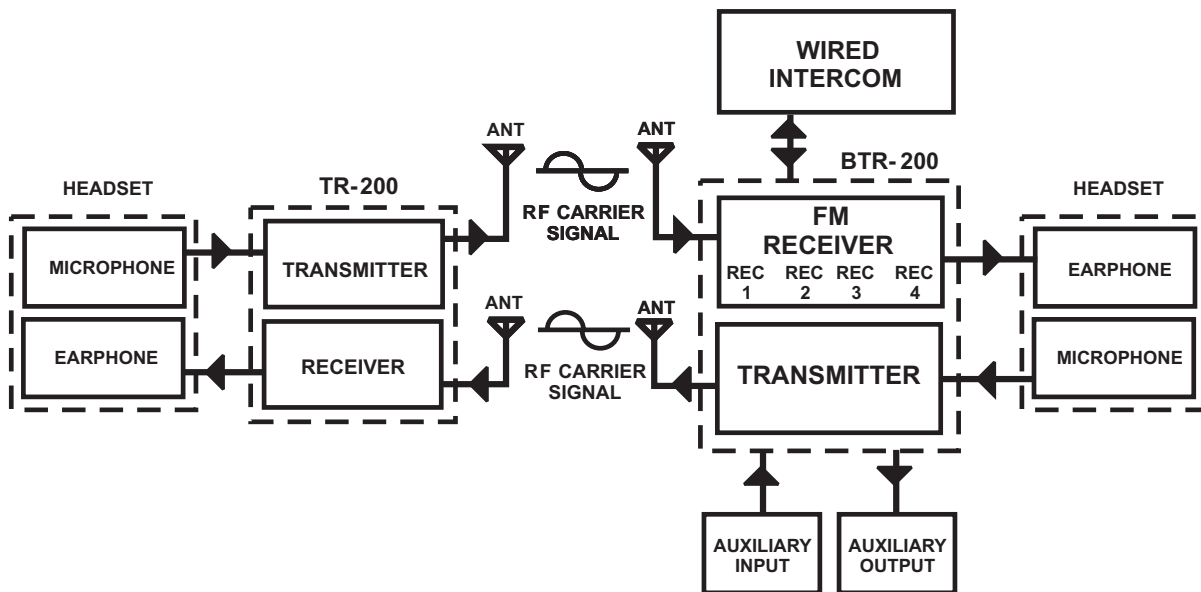 WIRED
INTERCOM
ANT
ANT
BTR-200
HEADSET
TR-200
HEADSET
RF CARRIER
SIGNAL
FM
RECEIVER
MICROPHONE
TRANSMITTER
REC REC REC REC
1 2 3 4
EARPHONE
ANT
ANT
EARPHONE
RECEIVER
RF CARRIER
SIGNAL
TRANSMITTER
MICROPHONE
AUXILIARY
INPUT
AUXILIARY
OUTPUT